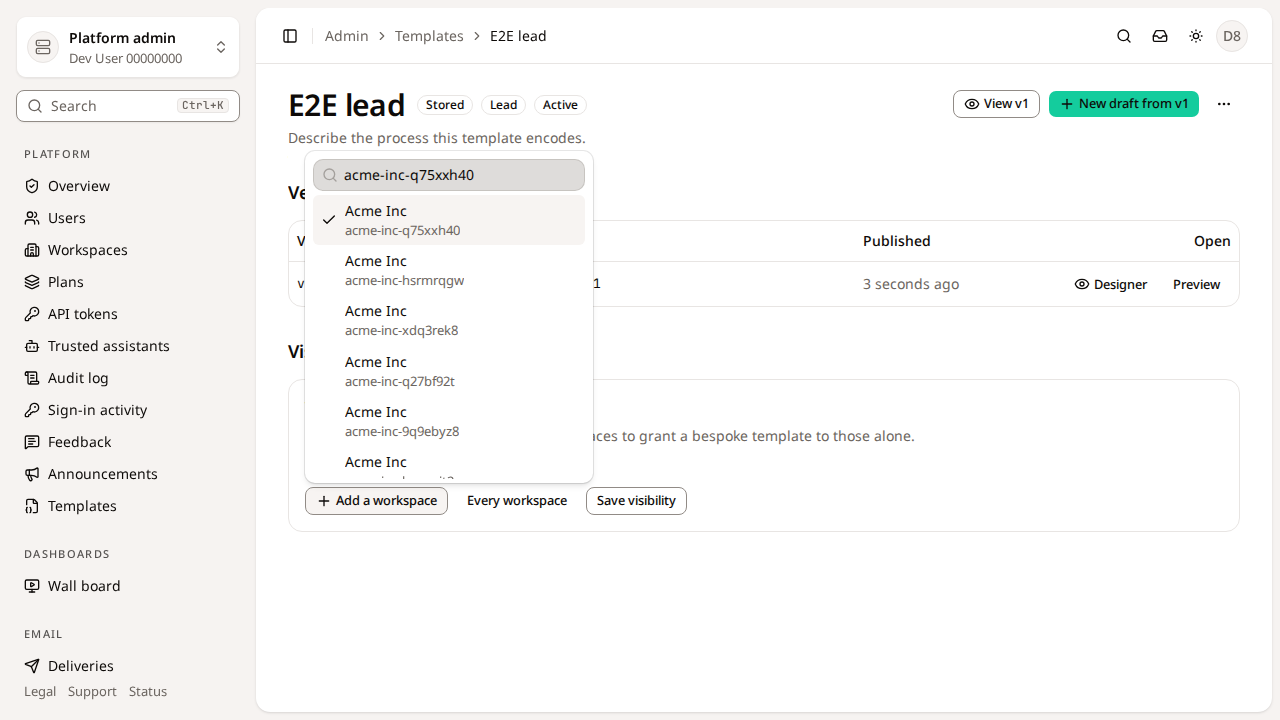 Platform admin
Dev User 00000000
Search
Ctrl+K
PLATFORM
Overview
Users
Workspaces
Plans
API tokens
Trusted assistants
Audit log
Sign-in activity
Feedback
Announcements
Templates
DASHBOARDS
Wall board
EMAIL
Deliveries
Legal Support Status
Admin Templates E2E lead
D8
E2E lead Stored Lead Active
View v1 New draft from v1
Describe the process this template encodes.
acme-inc-q75xxh40
Acme Inc
acme-inc-q75xxh40
Acme Inc
acme-inc-hsrmrqgw
Acme Inc
acme-inc-xdq3rek8
Acme Inc
acme-inc-q27bf92t
Acme Inc
acme-inc-9q9ebyz8
Acme Inc
Published Open
1 3 seconds ago Designer Preview
to grant a bespoke template to those alone.
Add a workspace Every workspace Save visibility